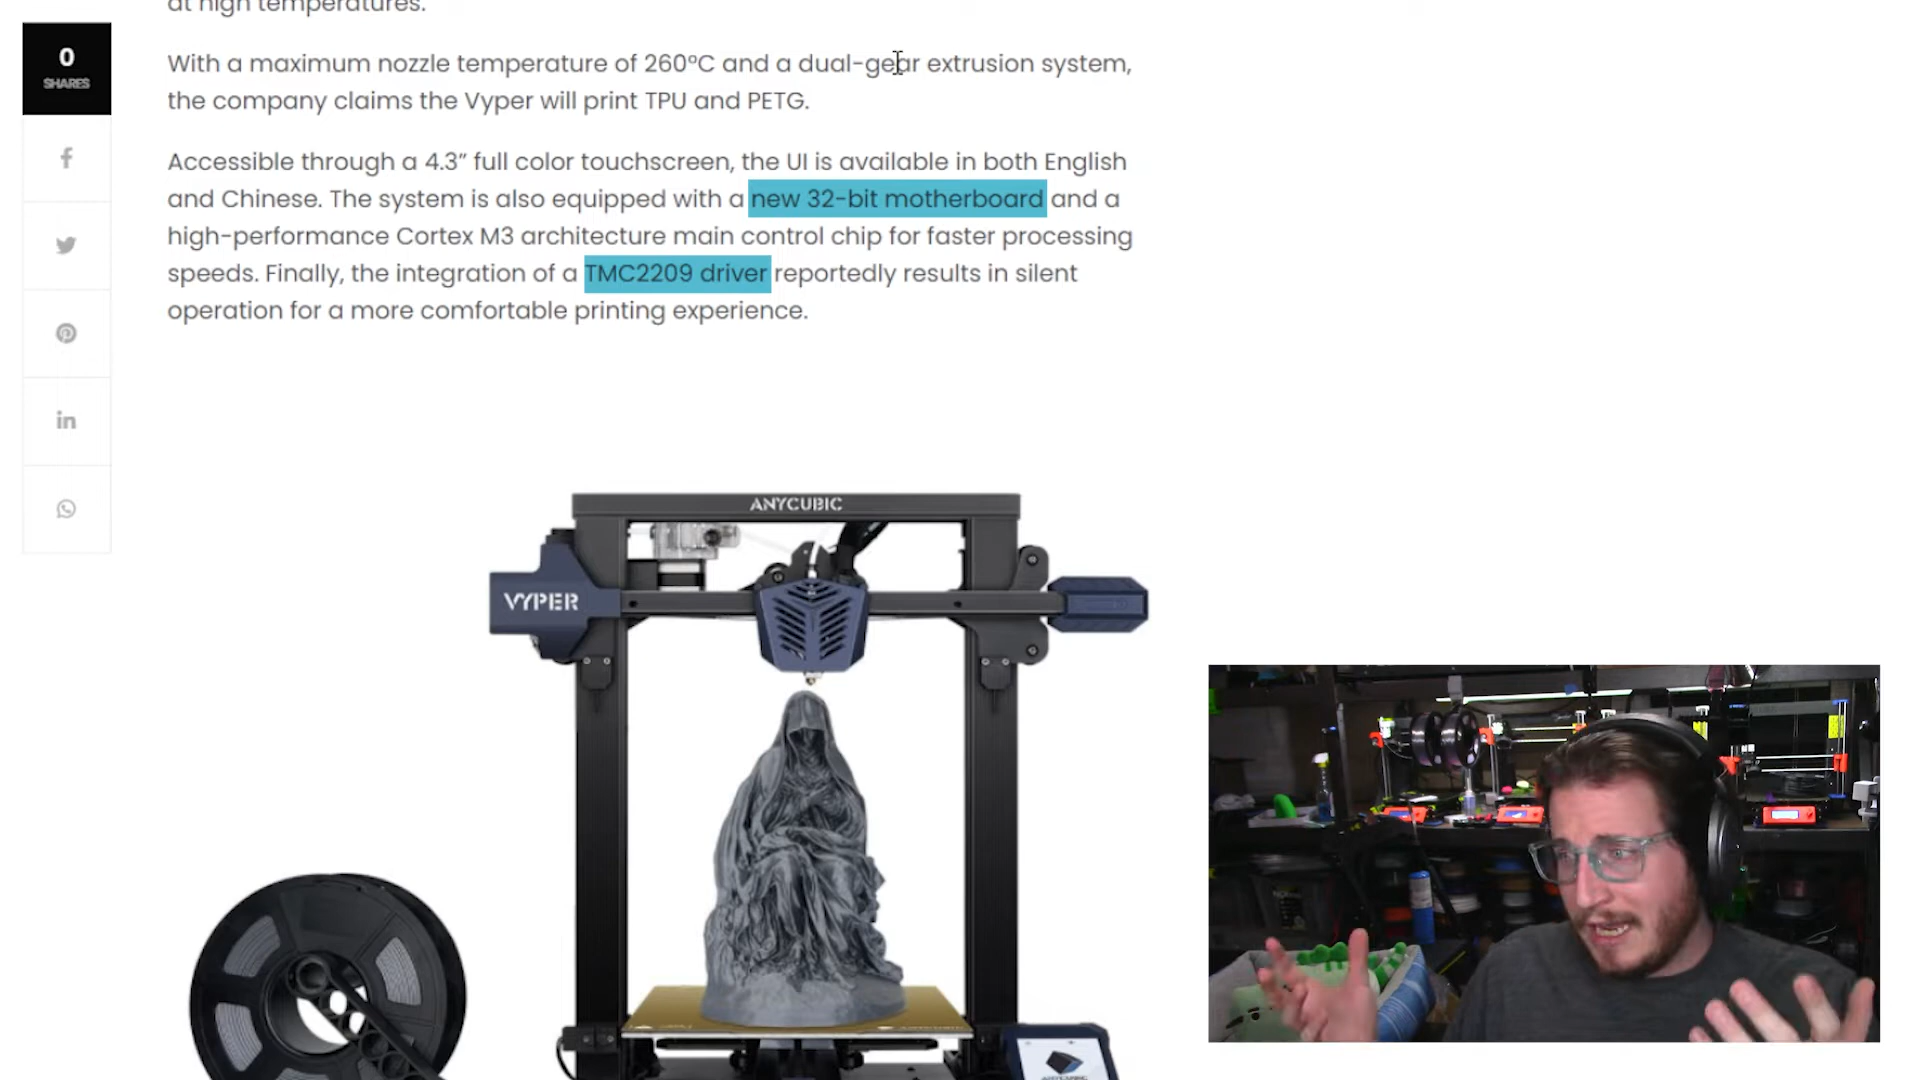 at high temperatures.
0
SHARES
With a maximum nozzle temperature of 260°C and a dual-gear extrusion system,
the company claims the Vyper will print TPU and PETG.
Accessible through a 4.3” full color touchscreen, the UI is available in both English
and Chinese. The system is also equipped with a new 32-bit motherboard and a
high-performance Cortex M3 architecture main control chip for faster processing
speeds. Finally, the integration of a TMC2209 driver reportedly results in silent
operation for a more comfortable printing experience.
ANYCUBIC
VYPER
ANYCUBIC